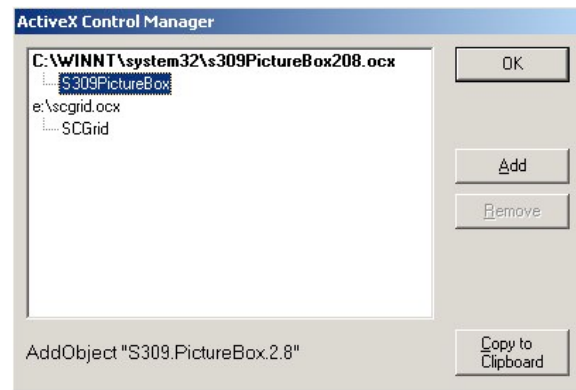 ActiveX Control Manager
C:\WINNT\system32\s309PictureBox208.ocx
S309PictureBox
e:\scgrid.ocx
SCGrid
OK
Add
Remove
AddObject "S309.PictureBox.2.8"
Copy to
Clipboard